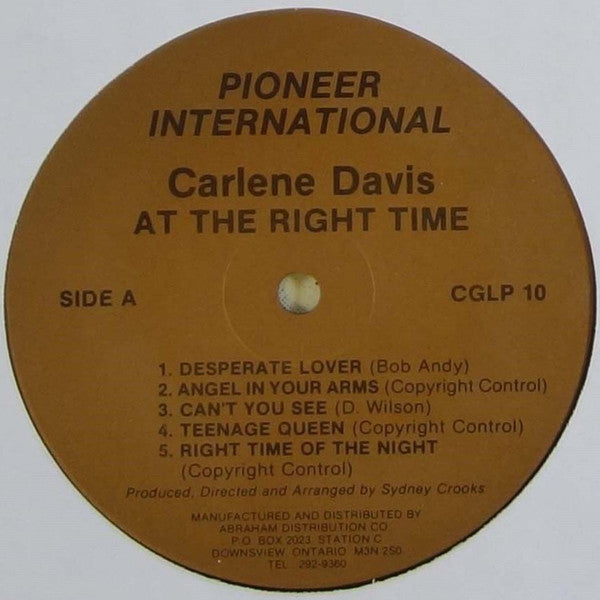 PIONEER
INTERNATIONAL
Carlene Davis
AT THE RIGHT TIME
SIDE A
CGLP 10
1. DESPERATE LOVER (Bob Andy)
2. ANGEL IN YOUR ARMS (Copyright Control)
3. CAN'T YOU SEE (D. Wilson)
4. TEENAGE QUEEN (Copyright Control)
5. RIGHT TIME OF THE NIGHT
(Copyright Control)
Produced, Directed and Arranged by Sydney Crooks
MANUFACTURED AND DISTRIBUTED BY
ABRAHAM DISTRIBUTION CO.
P.O. BOX 2023 STATION C
DOWNSVIEW ONTARIO M3N 2S0
TEL. 292-9360